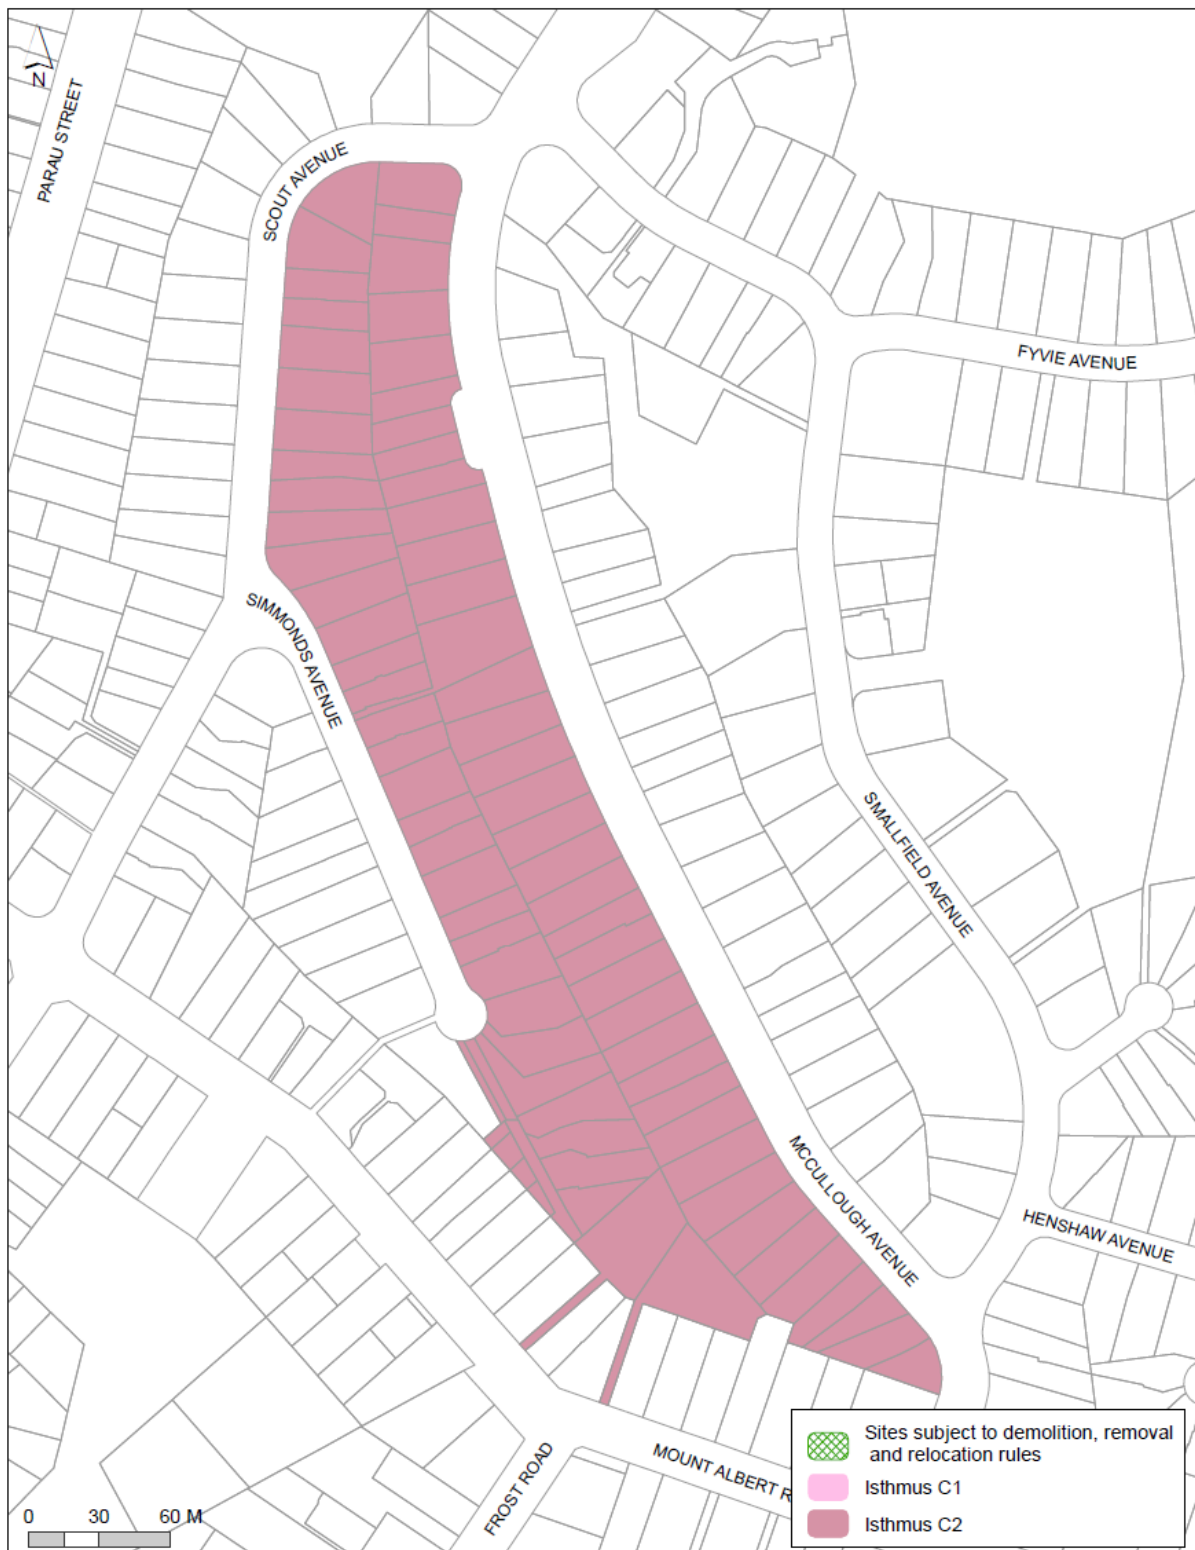 N
PARAU STREET
SCOUT AVENUE
FYVIE AVENUE
SIMMONDS AVENUE
SMALLFIELD AVENUE
MCCULLOUGH AVENUE
HENSHAW AVENUE
MOUNT ALBERT R
FROST ROAD
0 30 60 M
Sites subject to demolition, removal
and relocation rules
Isthmus C1
Isthmus C2